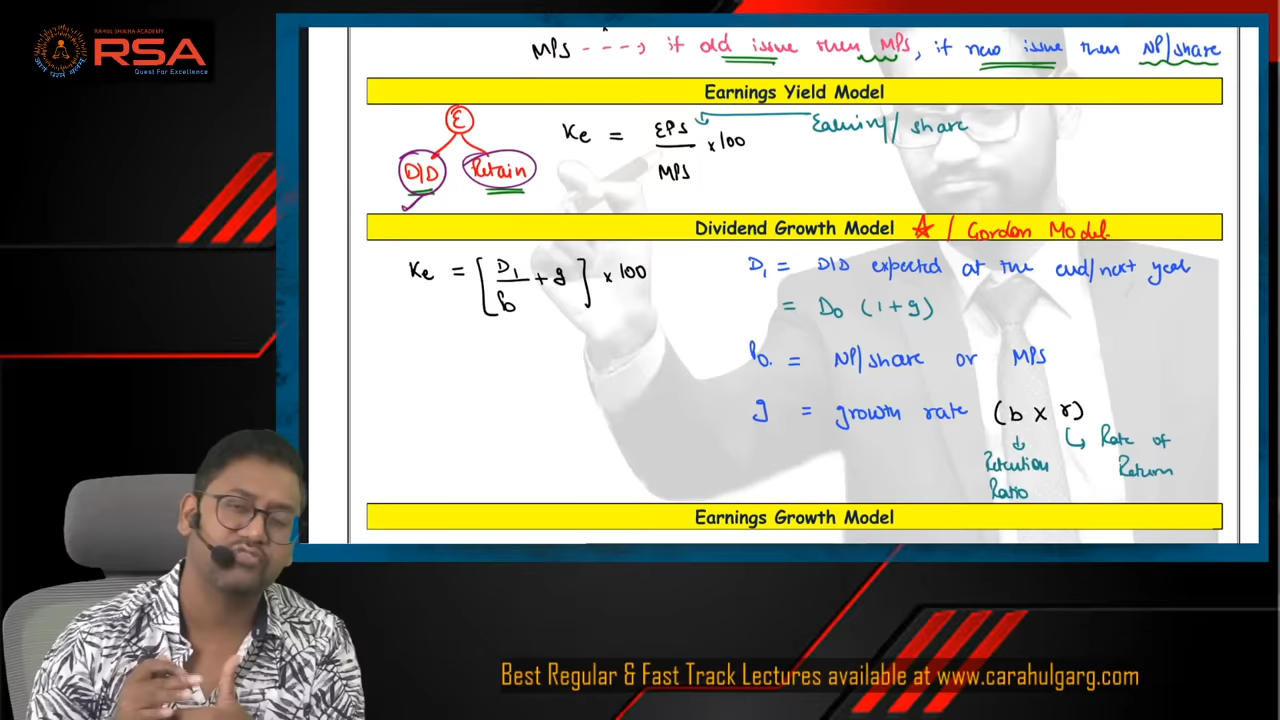 RAHUL SHIKHA ACADEMY
RSA
Quest For Excellence
MPS ----> if old issue then MPS, if new issue then NP/share
Earnings Yield Model
E
D/D Retain
Ke = EPS / MPS × 100
Earning/share
Dividend Growth Model ☆ / Gordon Model.
Ke = [D1 / P0 + g] × 100
D1 = D/D expected at the end/next year
= D0 (1+g)
P0. = NP/share or MPS
g = growth rate (b × r)
Rate of
Return
Retention
Ratio
Earnings Growth Model
Best Regular & Fast Track Lectures available at www.carahulgarg.com